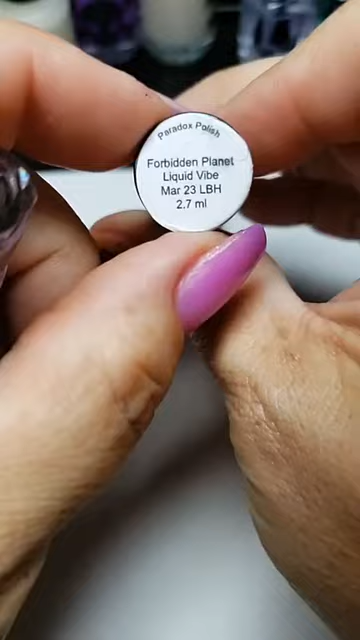 Paradox Polish
Forbidden Planet
Liquid Vibe
Mar 23 LBH
2.7 ml